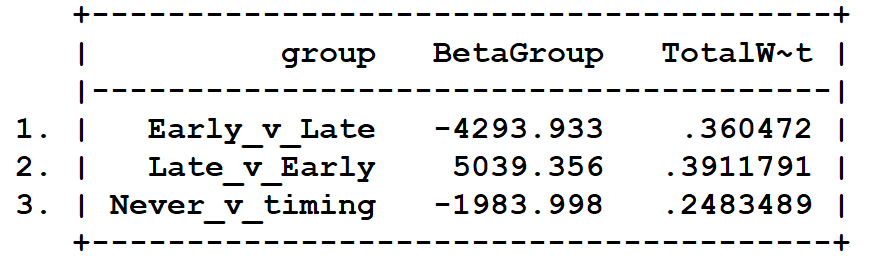 +---------------------------------------+
|          group   BetaGroup   TotalW~t |
|---------------------------------------|
1. |   Early_v_Late   -4293.933    .360472 |
2. |   Late_v_Early    5039.356   .3911791 |
3. | Never_v_timing   -1983.998   .2483489 |
+---------------------------------------+